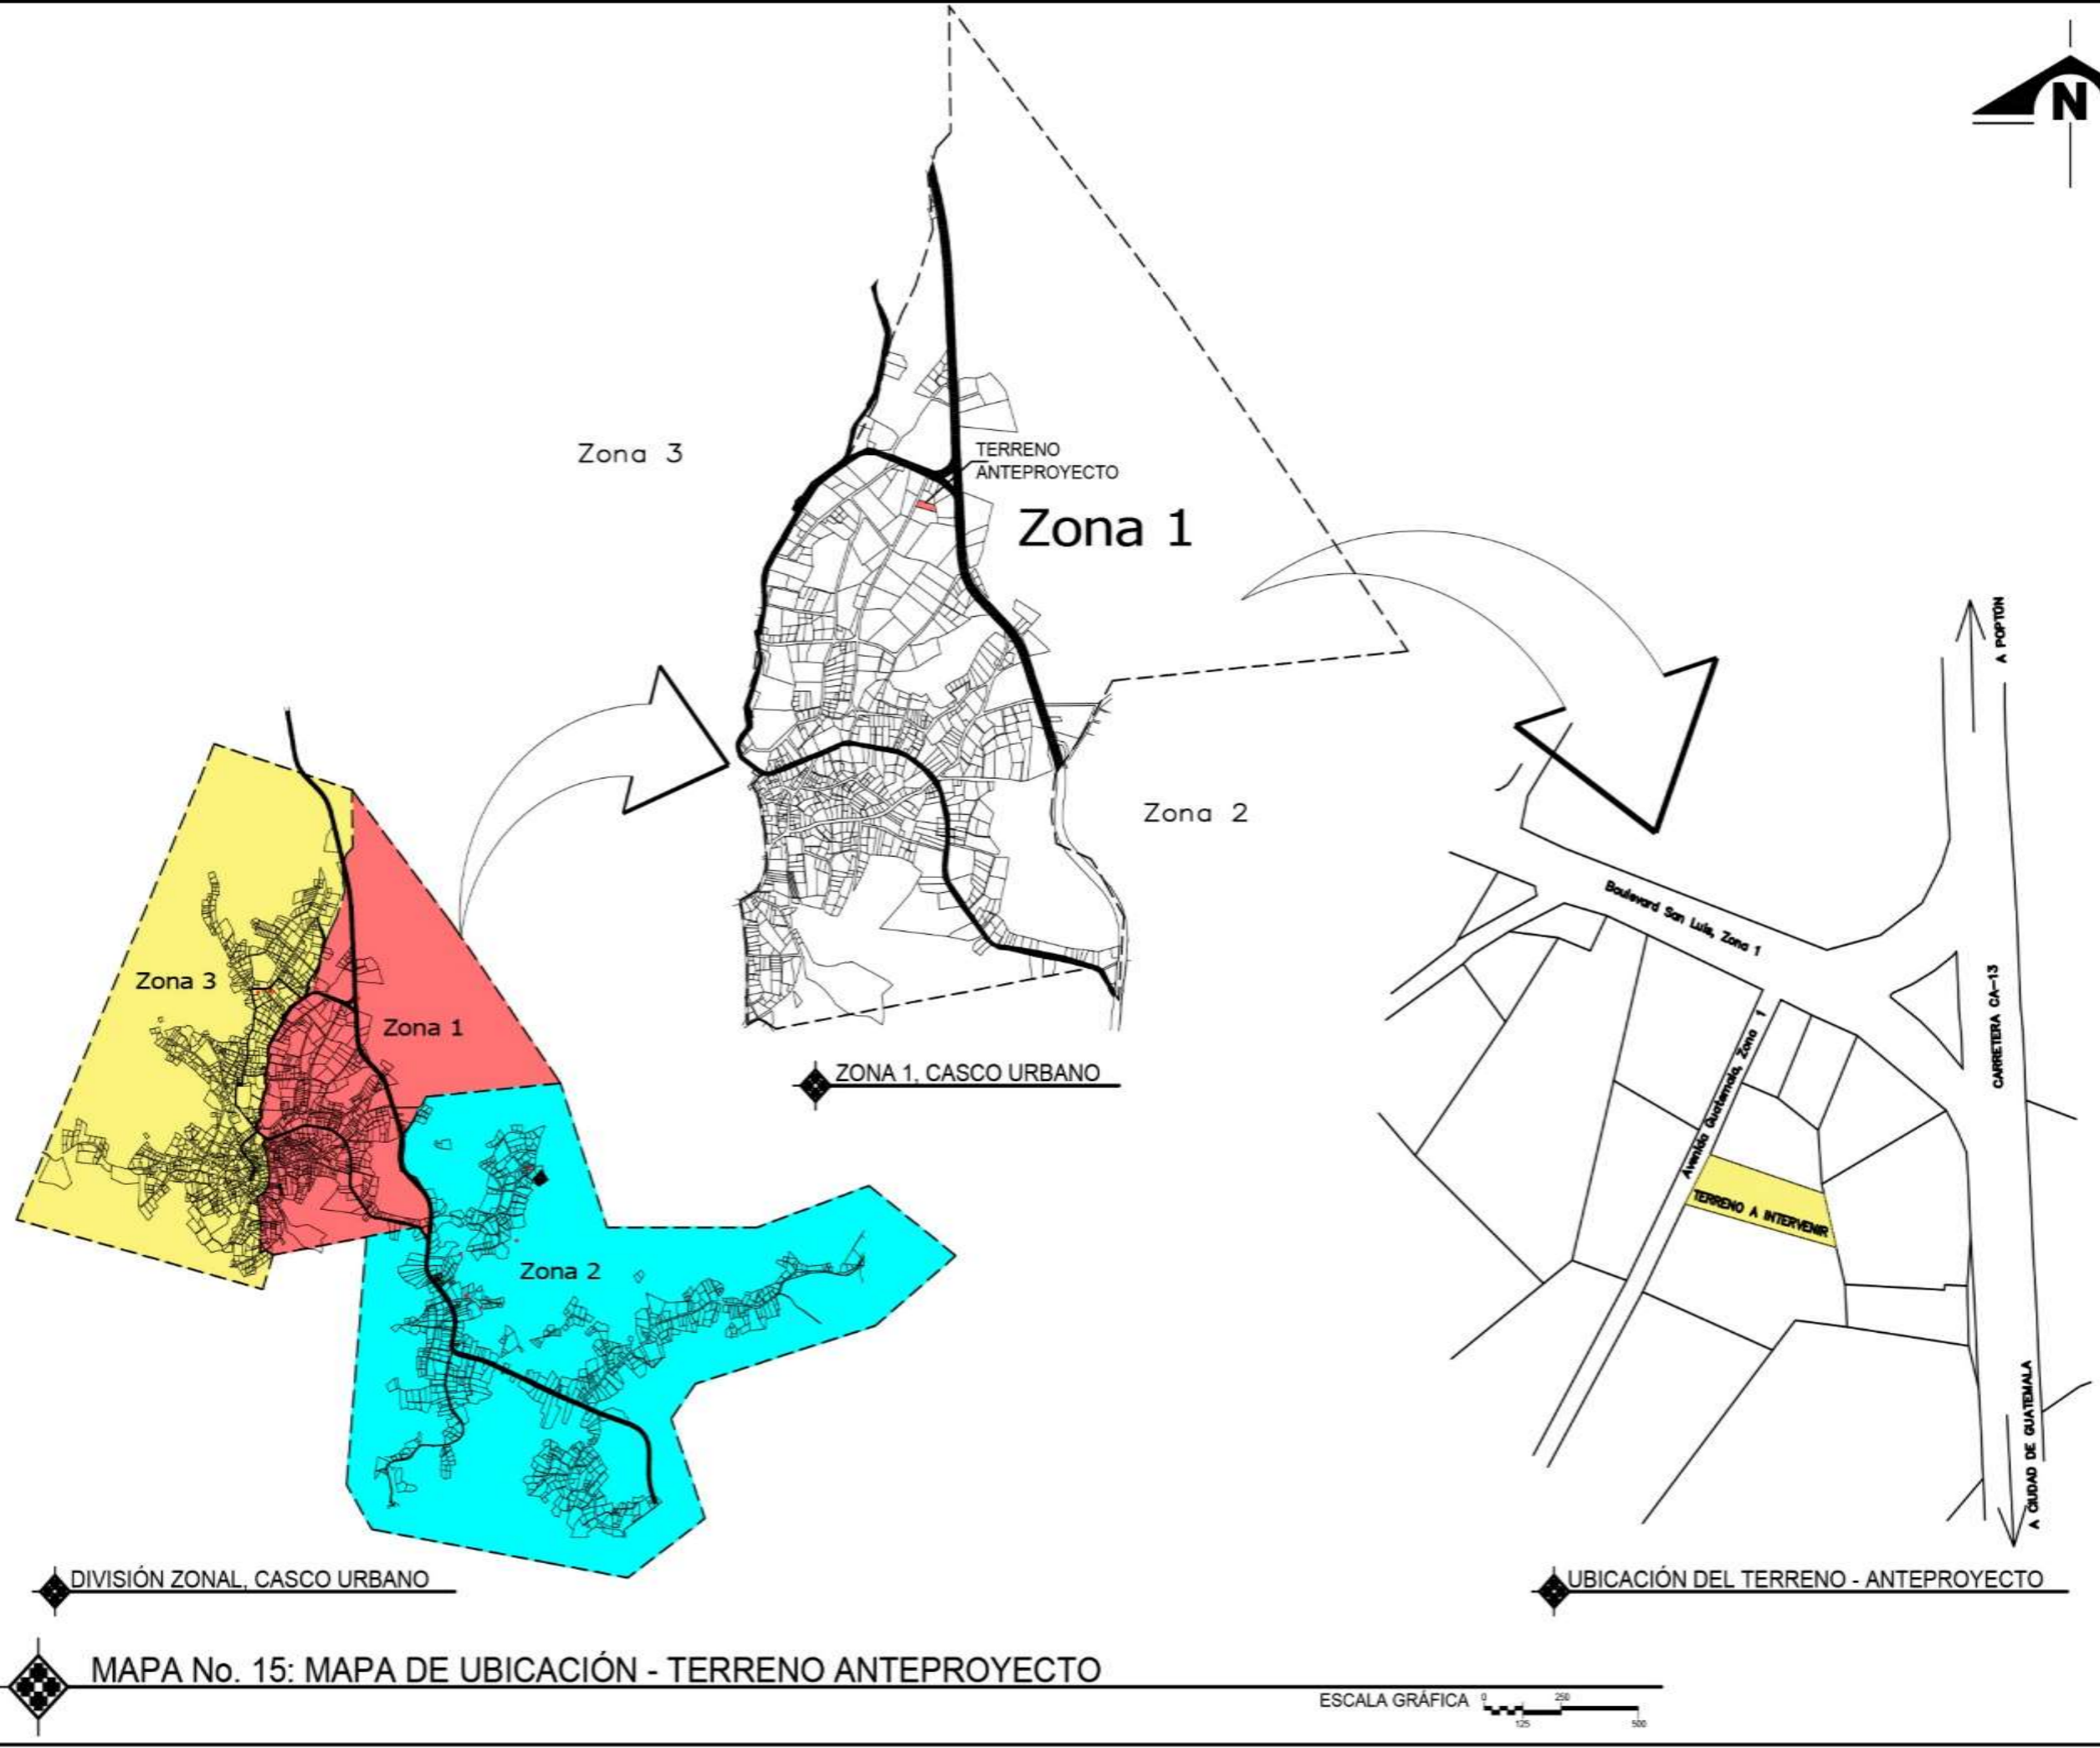 N
Zona 3
TERRENO
ANTEPROYECTO
Zona 1
Zona 2
ZONA 1, CASCO URBANO
Zona 3
Zona 1
Zona 2
DIVISIÓN ZONAL, CASCO URBANO
A POPTÚN
Boulevard San Luis, Zona 1
CARRETERA CA-13
Avenida Guatemala, Zona 1
TERRENO A INTERVENIR
A CIUDAD DE GUATEMALA
UBICACIÓN DEL TERRENO - ANTEPROYECTO
MAPA No. 15: MAPA DE UBICACIÓN - TERRENO ANTEPROYECTO
ESCALA GRÁFICA
0 250
125 500